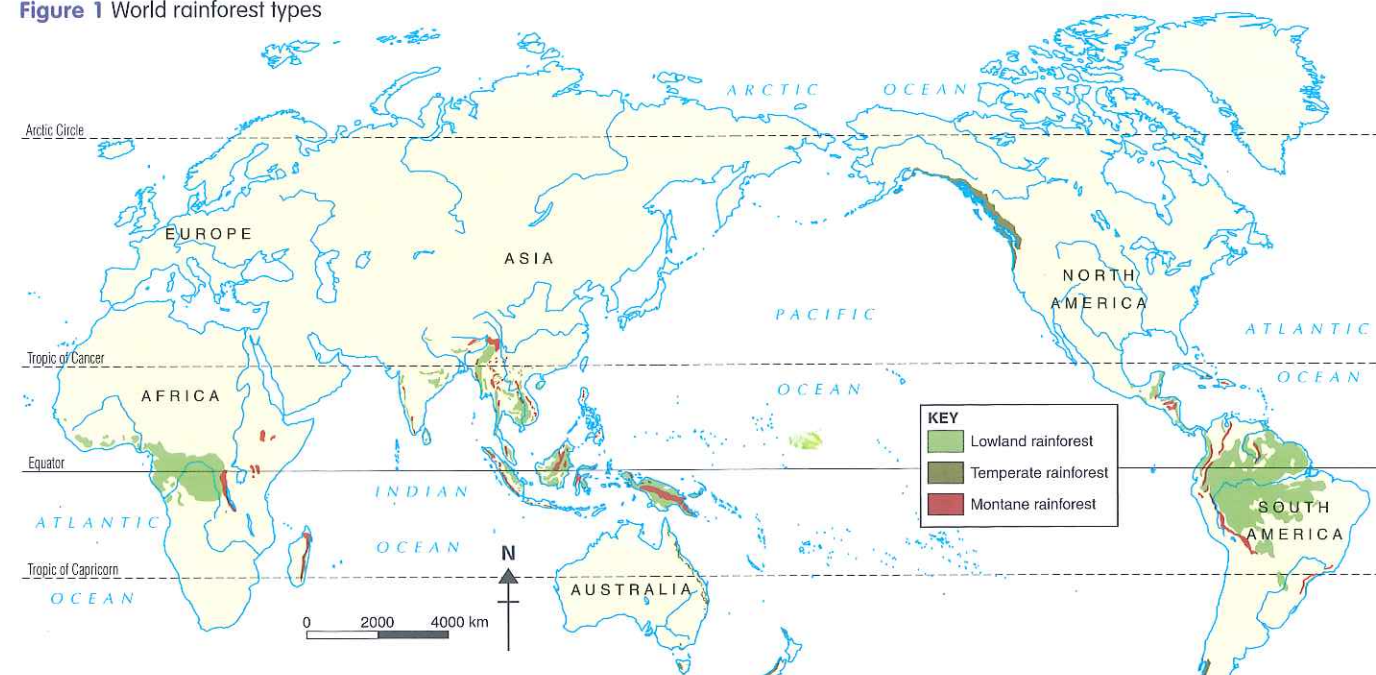 Figure 1 World rainforest types
ARCTIC OCEAN
Arctic Circle
EUROPE
ASIA
NORTH
AMERICA
PACIFIC
OCEAN
ATLANTIC
OCEAN
Tropic of Cancer
AFRICA
KEY
Lowland rainforest
Temperate rainforest
Montane rainforest
Equator
INDIAN
OCEAN
ATLANTIC
OCEAN
SOUTH
AMERICA
N
Tropic of Capricorn
AUSTRALIA
0 2000 4000 km